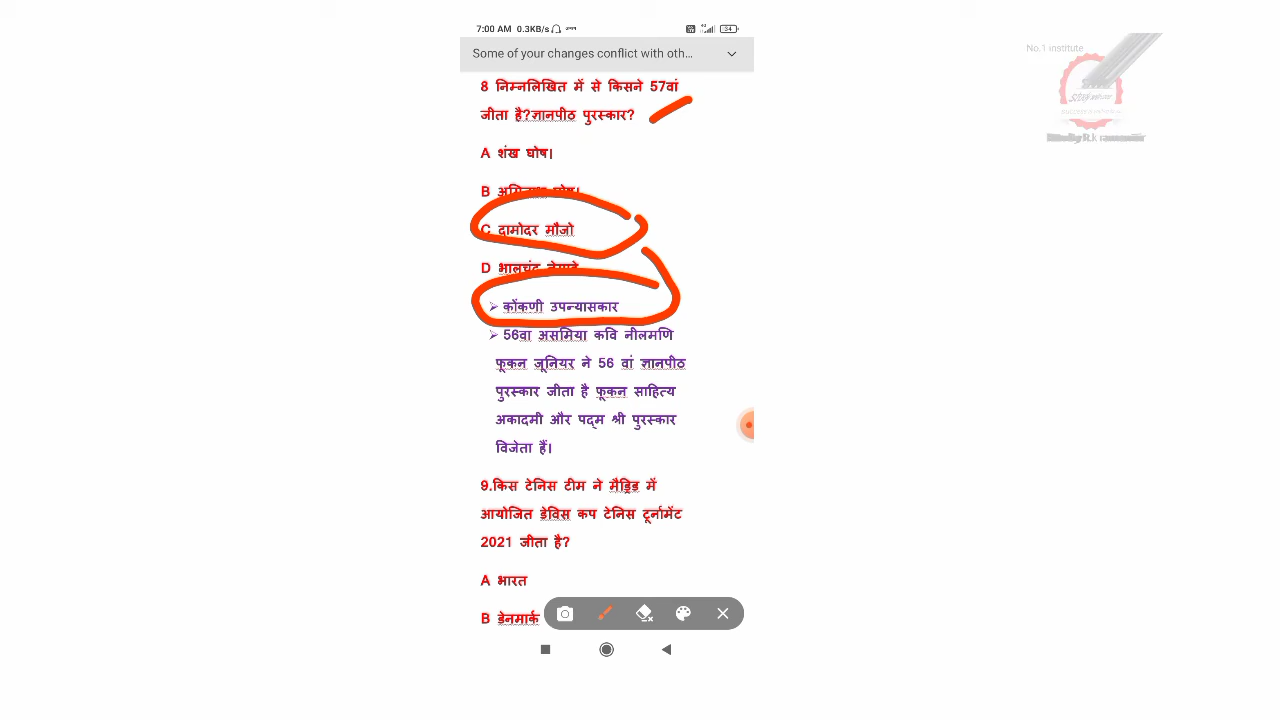 7:00 AM 0.3KB/s
Some of your changes conflict with oth...
No.1 institute
8 निम्नलिखित में से किसने 57वां
जीता है?ज्ञानपीठ पुरस्कार?
A शंख घोष।
B अमिताव घोष।
C दामोदर मौजो
D भालचंद्र नेमाडे
➢ कोंकणी उपन्यासकार
➢ 56वा असमिया कवि नीलमणि
फूकन जूनियर ने 56 वां ज्ञानपीठ
पुरस्कार जीता है फूकन साहित्य
अकादमी और पद्म श्री पुरस्कार
विजेता हैं।
9.किस टेनिस टीम ने मैड्रिड में
आयोजित डेविस कप टेनिस टूर्नामेंट
2021 जीता है?
A भारत
B डेनमार्क